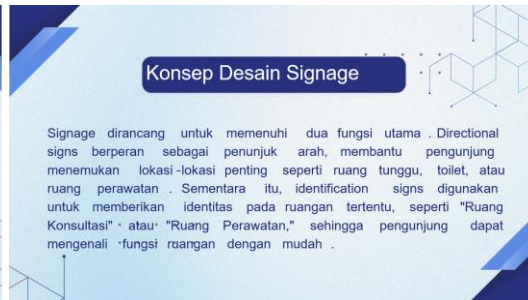 Konsep Desain Signage
Signage dirancang untuk memenuhi dua fungsi utama . Directional
signs berperan sebagai penunjuk arah, membantu pengunjung
menemukan lokasi -lokasi penting seperti ruang tunggu, toilet, atau
ruang perawatan . Sementara itu, identification signs digunakan
untuk memberikan identitas pada ruangan tertentu, seperti "Ruang
Konsultasi" atau "Ruang Perawatan," sehingga pengunjung dapat
mengenali fungsi ruangan dengan mudah .